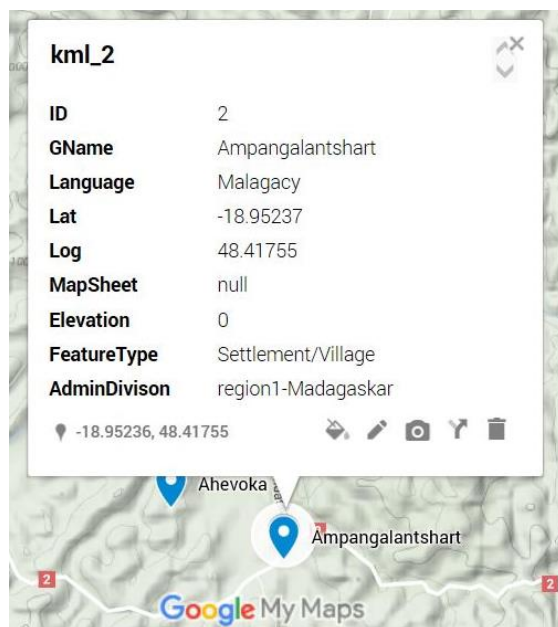 kml_2
ID 2
GName Ampangalantshart
Language Malagacy
Lat -18.95237
Log 48.41755
MapSheet null
Elevation 0
FeatureType Settlement/Village
AdminDivison region1-Madagaskar
-18.95236, 48.41755
Ahevoka
Ampangalantshart
2
2
2
Google My Maps